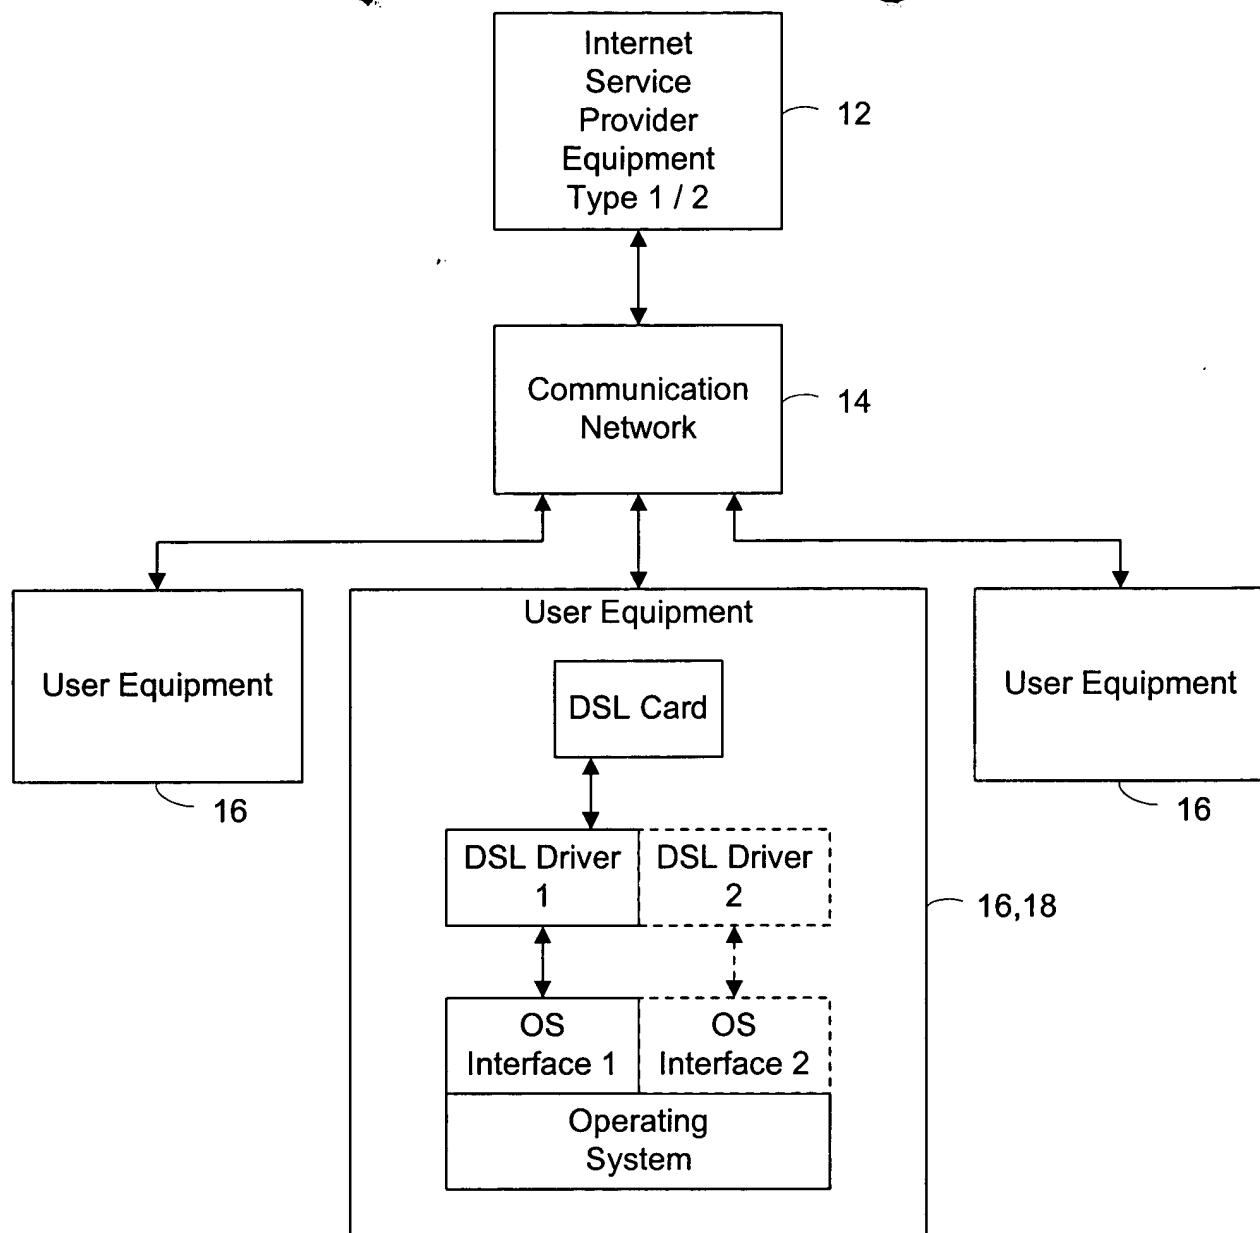 Internet
Service
Provider
Equipment
Type 1 / 2
12
Communication
Network
14
User Equipment
16
User Equipment
DSL Card
DSL Driver
1
DSL Driver
2
OS
Interface 1
OS
Interface 2
Operating
System
16,18
User Equipment
16